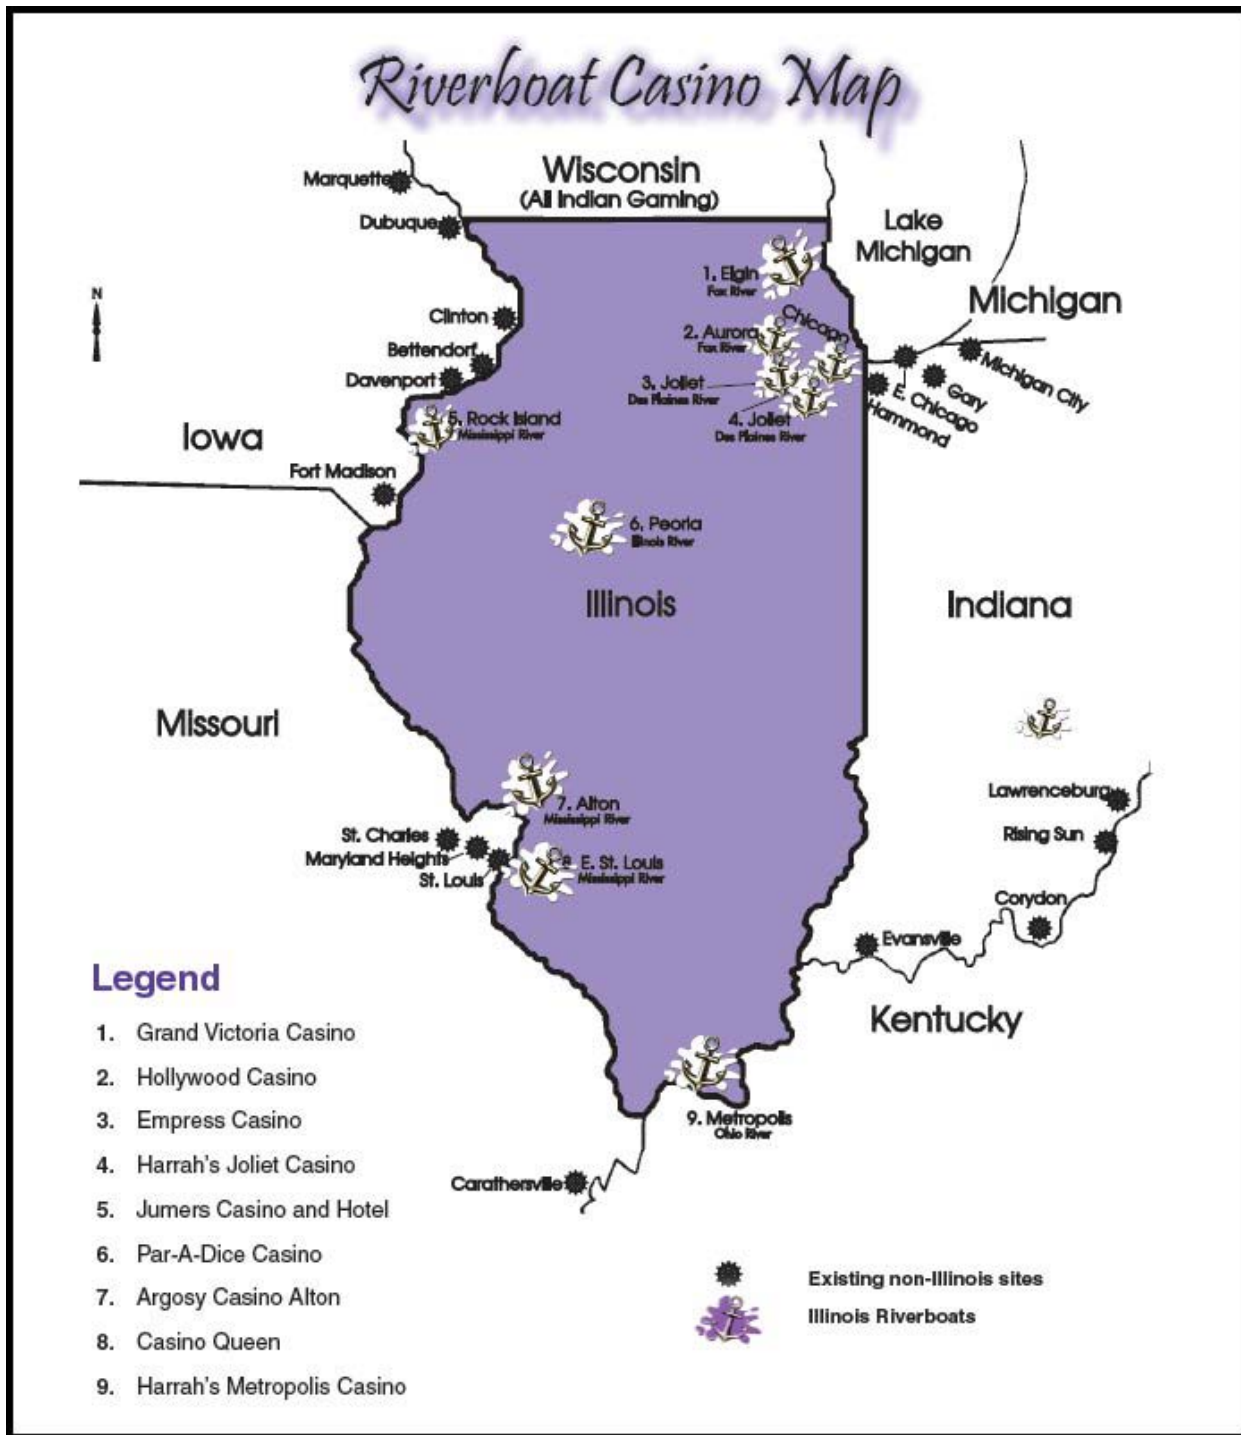 Riverboat Casino Map
Wisconsin
(All Indian Gaming)
Marquette
Dubuque
Lake
Michigan
1. Elgin
Fox River
N
Michigan
Clinton
Chicago
2. Aurora
Fox River
Bettendorf
Davenport
3. Joliet
Des Plaines River
Michigan City
Gary
E. Chicago
Hammond
4. Joliet
Des Plaines River
5. Rock Island
Mississippi River
Iowa
Fort Madison
6. Peoria
Illinois River
Illinois
Indiana
Missouri
Lawrenceburg
7. Alton
Mississippi River
St. Charles
Rising Sun
Maryland Heights
8 E. St. Louis
Mississippi River
St. Louis
Corydon
Evansville
Kentucky
9. Metropolis
Ohio River
Carathersville
Legend
1. Grand Victoria Casino
2. Hollywood Casino
3. Empress Casino
4. Harrah's Joliet Casino
5. Jumers Casino and Hotel
6. Par-A-Dice Casino
7. Argosy Casino Alton
8. Casino Queen
9. Harrah's Metropolis Casino
Existing non-Illinois sites
Illinois Riverboats